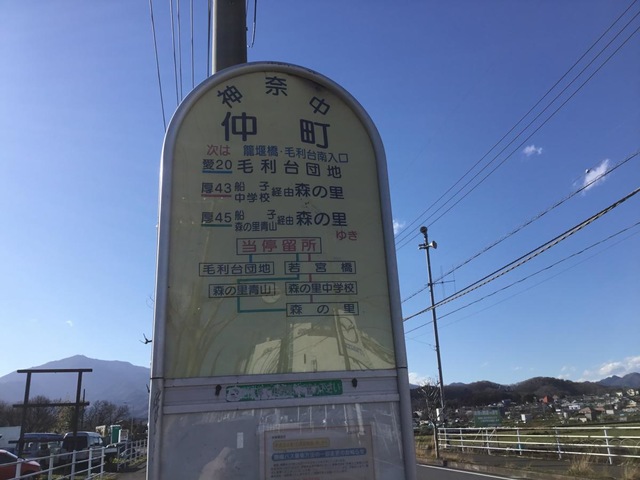 神奈中
仲町
次は 龍堰橋・毛利台南入口
愛20 毛利台団地
厚43 船子中学校 経由 森の里
厚45 船子森の里青山 経由 森の里
ゆき
当停留所
毛利台団地 若宮橋
森の里青山 森の里中学校
森の里